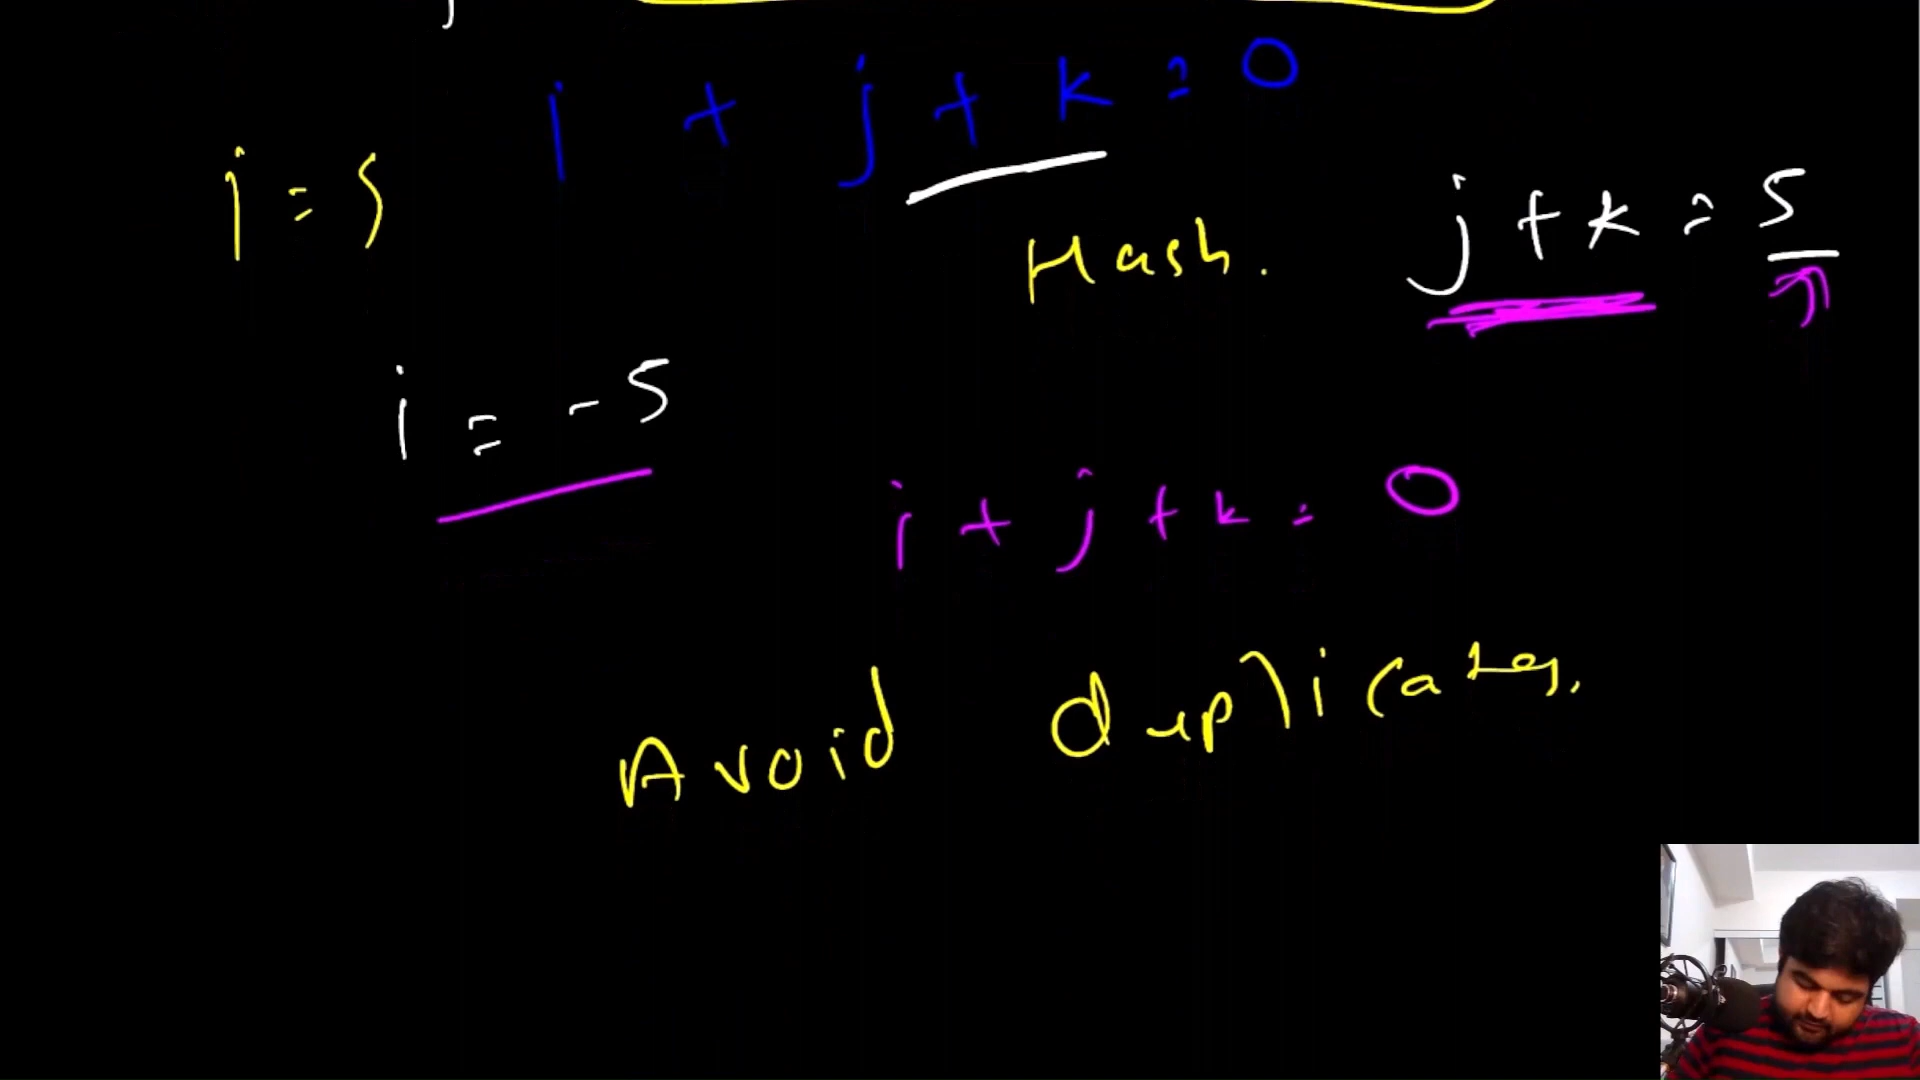 i + j + k = 0
i = 5
Hash.
j + k = 5
i = -5
i + j + k = 0
Avoid duplicates.